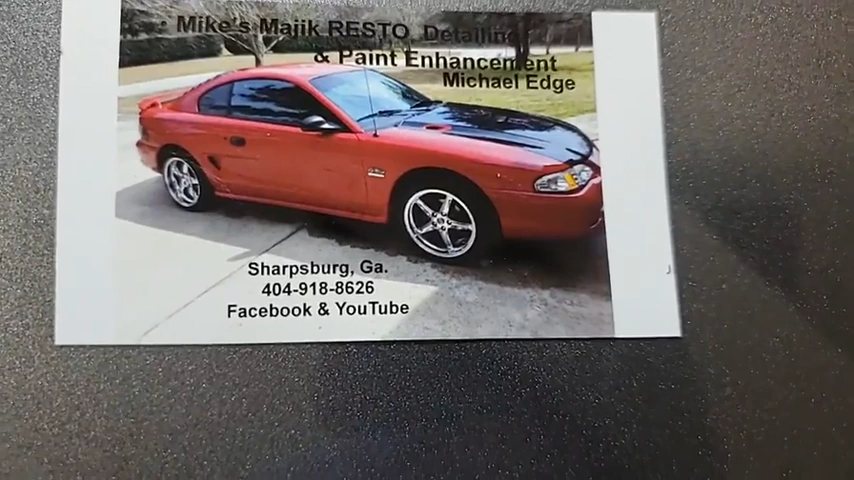 Mike's Majik RESTO, Detailing
& Paint Enhancement
Michael Edge
Sharpsburg, Ga.
404-918-8626
Facebook & YouTube